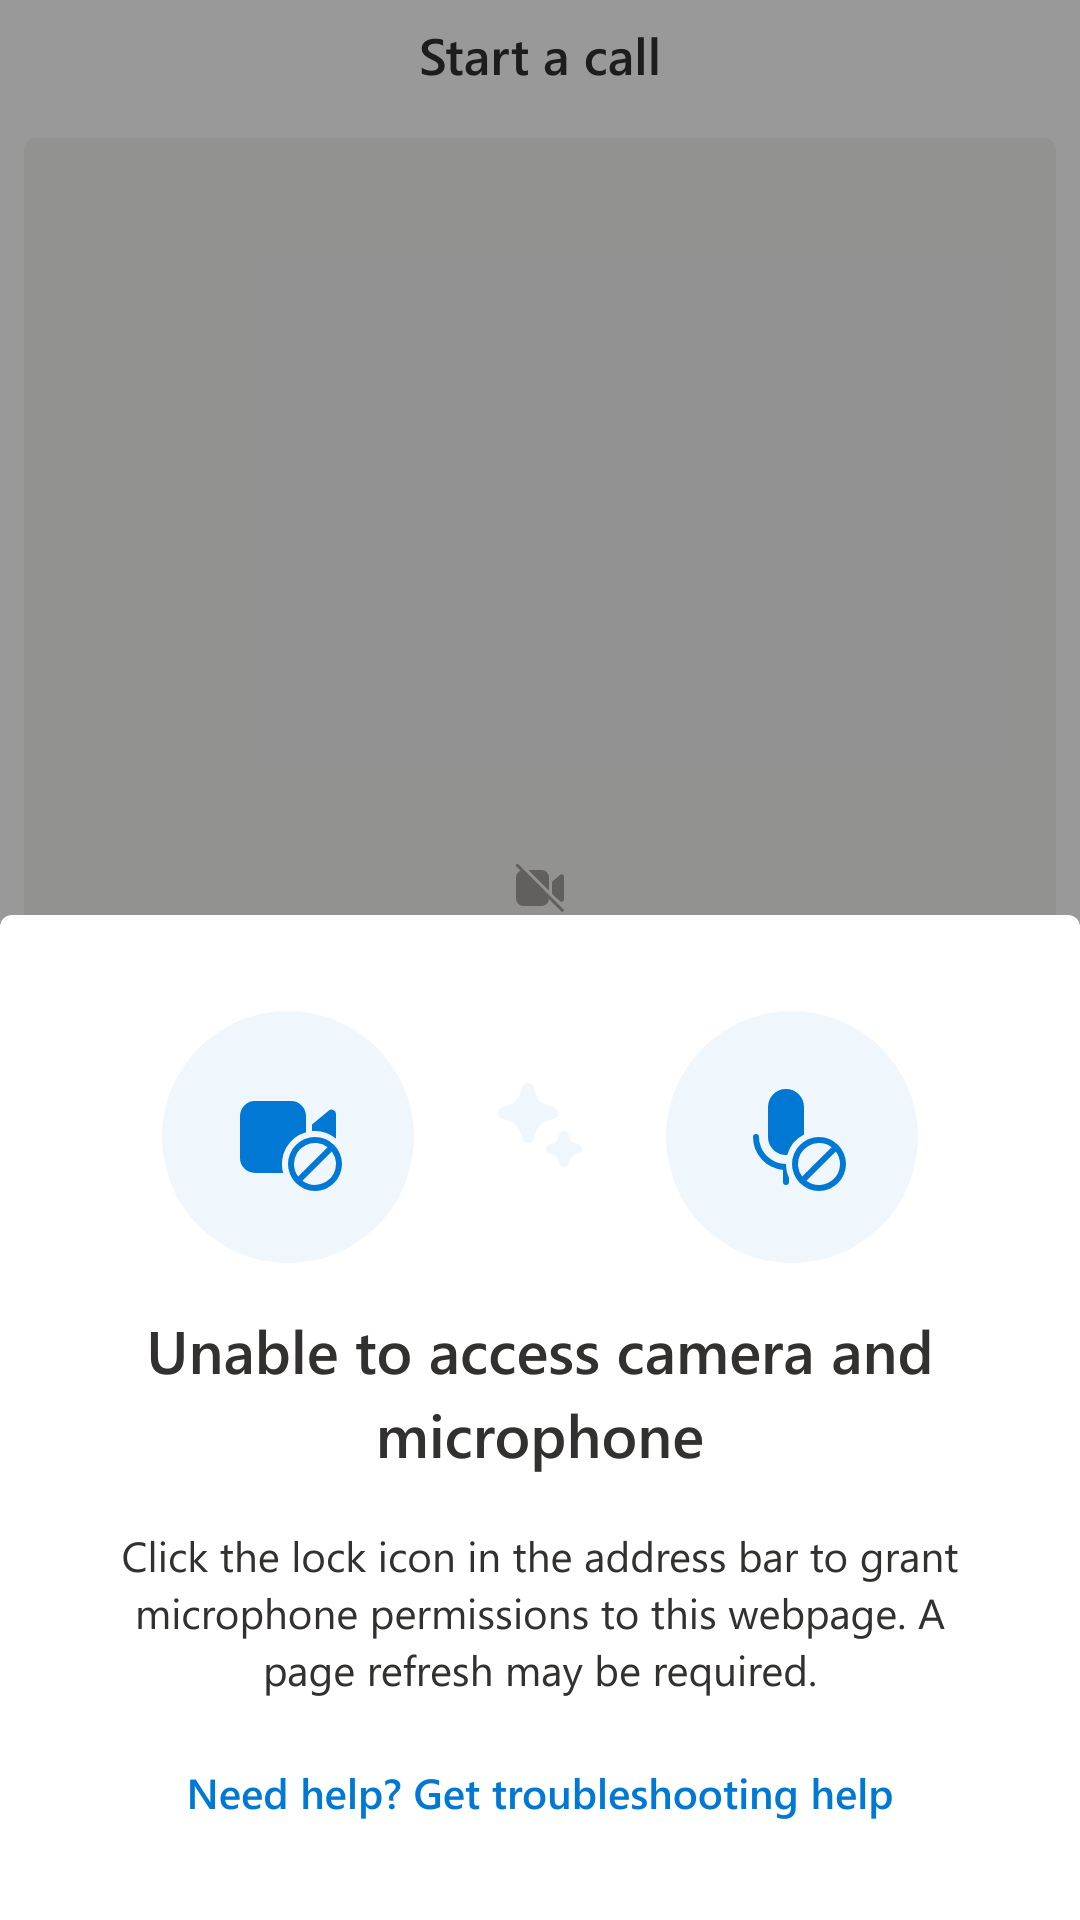 Start a call
Unable to access camera and
microphone
Click the lock icon in the address bar to grant
microphone permissions to this webpage. A
page refresh may be required.
Need help? Get troubleshooting help